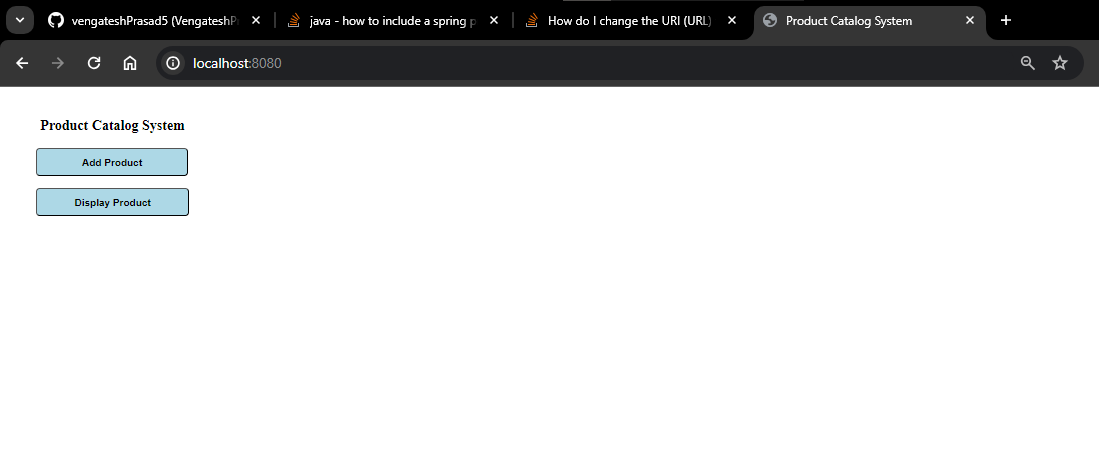 vengateshPrasad5 (VengateshPr
java - how to include a spring p
How do I change the URI (URL)
Product Catalog System
localhost:8080
Product Catalog System
Add Product
Display Product